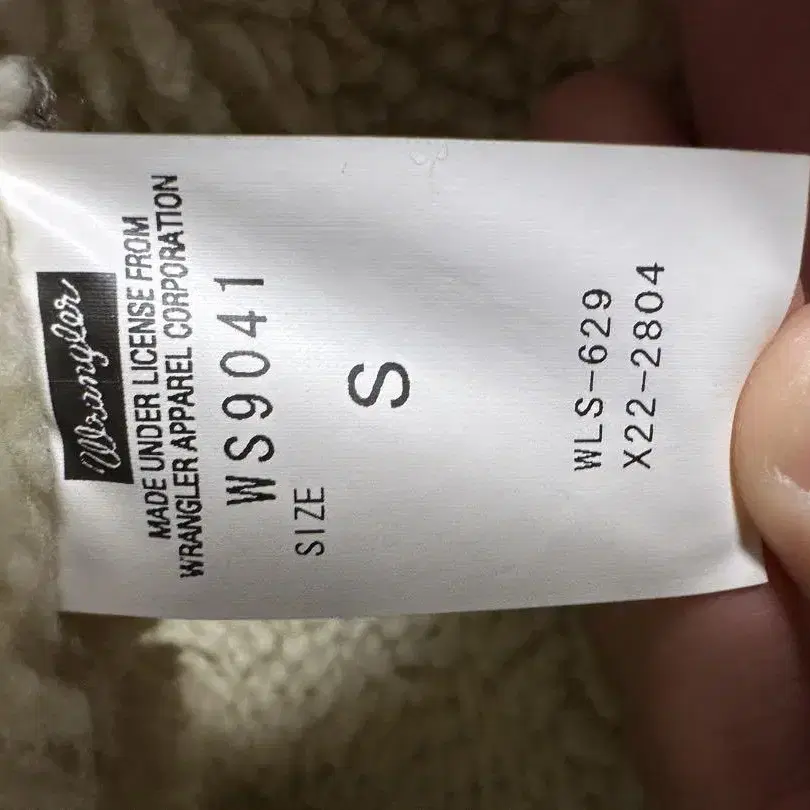 Wrangler
MADE UNDER LICENSE FROM
WRANGLER APPAREL CORPORATION
WS9041
SIZE
S
WLS-629
X22-2804